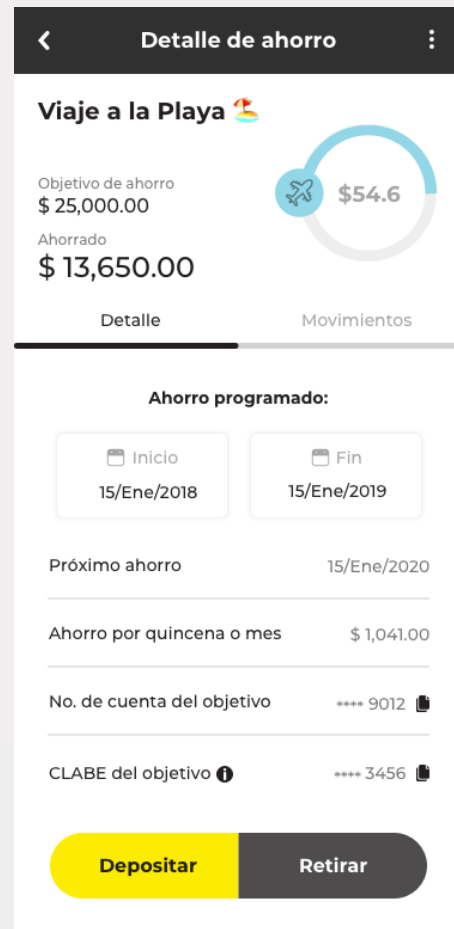 Detalle de ahorro
Viaje a la Playa 🏖️
Objetivo de ahorro
$ 25,000.00
$54.6
Ahorrado
$ 13,650.00
Detalle Movimientos
Ahorro programado:
Inicio Fin
15/Ene/2018 15/Ene/2019
Próximo ahorro 15/Ene/2020
Ahorro por quincena o mes $ 1,041.00
No. de cuenta del objetivo **** 9012
CLABE del objetivo **** 3456
Depositar Retirar